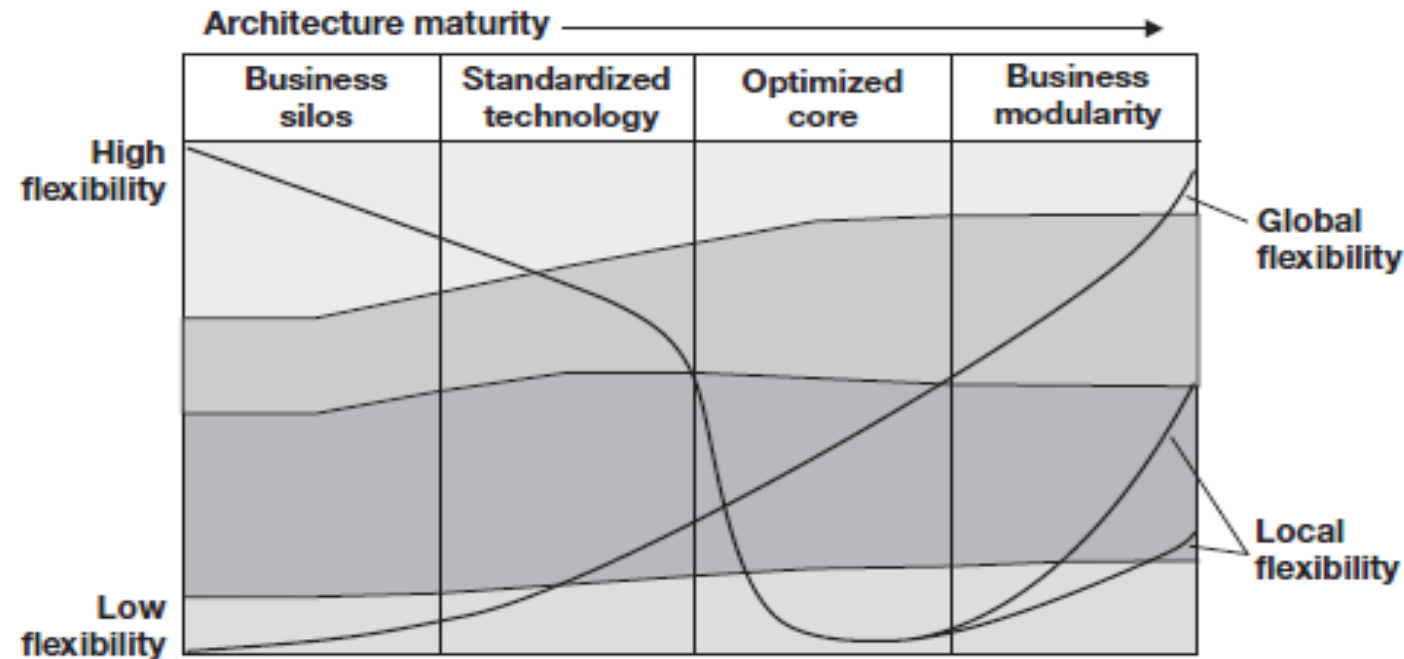 Architecture maturity
Business
silos
Standardized
technology
Optimized
core
Business
modularity
High
flexibility
Global
flexibility
Local
flexibility
Low
flexibility